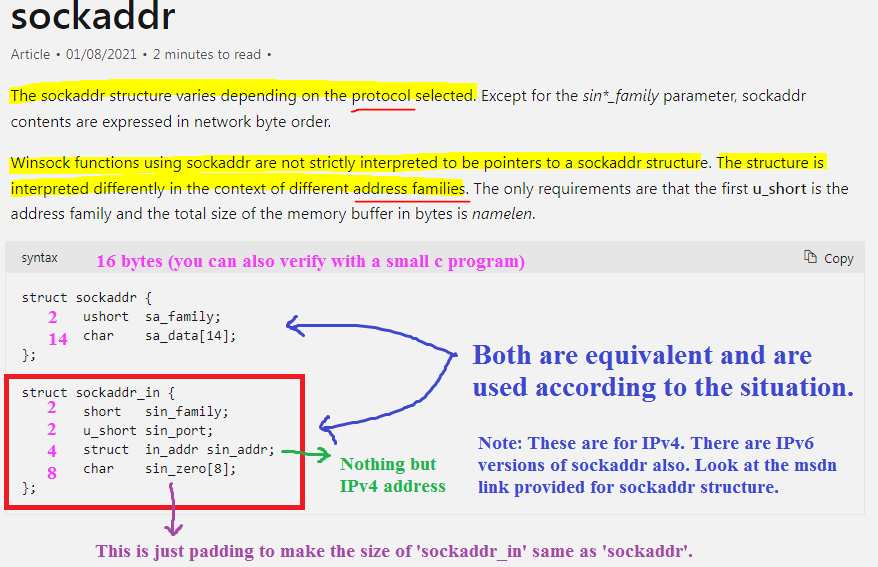 sockaddr
Article • 01/08/2021 • 2 minutes to read •
The sockaddr structure varies depending on the protocol selected. Except for the sin*_family parameter, sockaddr
contents are expressed in network byte order.
Winsock functions using sockaddr are not strictly interpreted to be pointers to a sockaddr structure. The structure is
interpreted differently in the context of different address families. The only requirements are that the first u_short is the
address family and the total size of the memory buffer in bytes is namelen.
syntax
16 bytes (you can also verify with a small c program)
Copy
struct sockaddr {
2 ushort sa_family;
14 char sa_data[14];
};
Both are equivalent and are
used according to the situation.
struct sockaddr_in {
2 short sin_family;
2 u_short sin_port;
4 struct in_addr sin_addr;
8 char sin_zero[8];
};
Nothing but
IPv4 address
Note: These are for IPv4. There are IPv6
versions of sockaddr also. Look at the msdn
link provided for sockaddr structure.
This is just padding to make the size of 'sockaddr_in' same as 'sockaddr'.